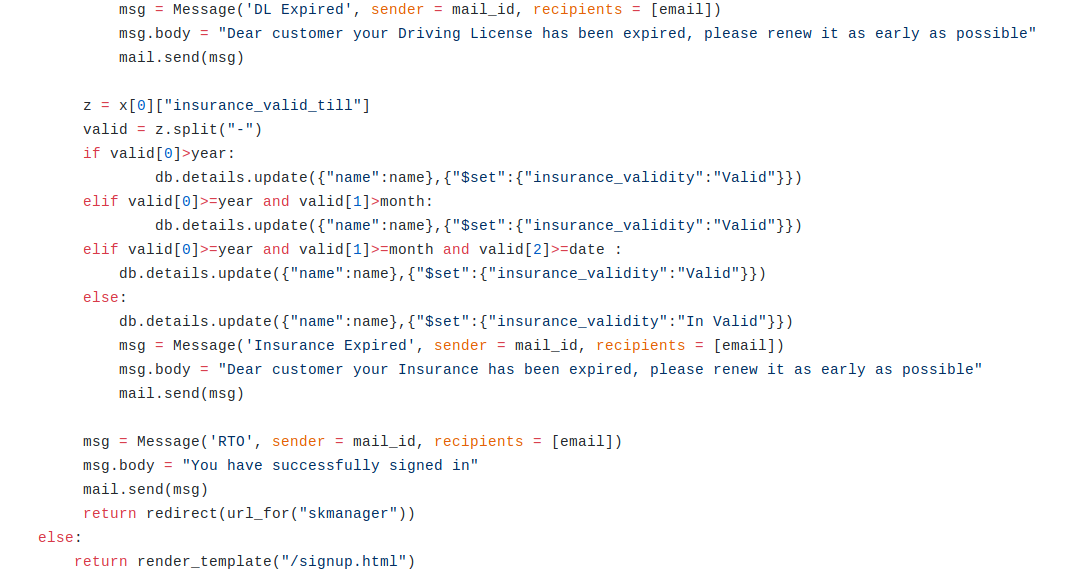 msg = Message('DL Expired', sender = mail_id, recipients = [email])
msg.body = "Dear customer your Driving License has been expired, please renew it as early as possible"
mail.send(msg)
z = x[0]["insurance_valid_till"]
valid = z.split("-")
if valid[0]>year:
db.details.update({"name":name},{"$set":{"insurance_validity":"Valid"}})
elif valid[0]>=year and valid[1]>month:
db.details.update({"name":name},{"$set":{"insurance_validity":"Valid"}})
elif valid[0]>=year and valid[1]>=month and valid[2]>=date :
db.details.update({"name":name},{"$set":{"insurance_validity":"Valid"}})
else:
db.details.update({"name":name},{"$set":{"insurance_validity":"In Valid"}})
msg = Message('Insurance Expired', sender = mail_id, recipients = [email])
msg.body = "Dear customer your Insurance has been expired, please renew it as early as possible"
mail.send(msg)
msg = Message('RTO', sender = mail_id, recipients = [email])
msg.body = "You have successfully signed in"
mail.send(msg)
return redirect(url_for("skmanager"))
else:
return render_template("/signup.html")